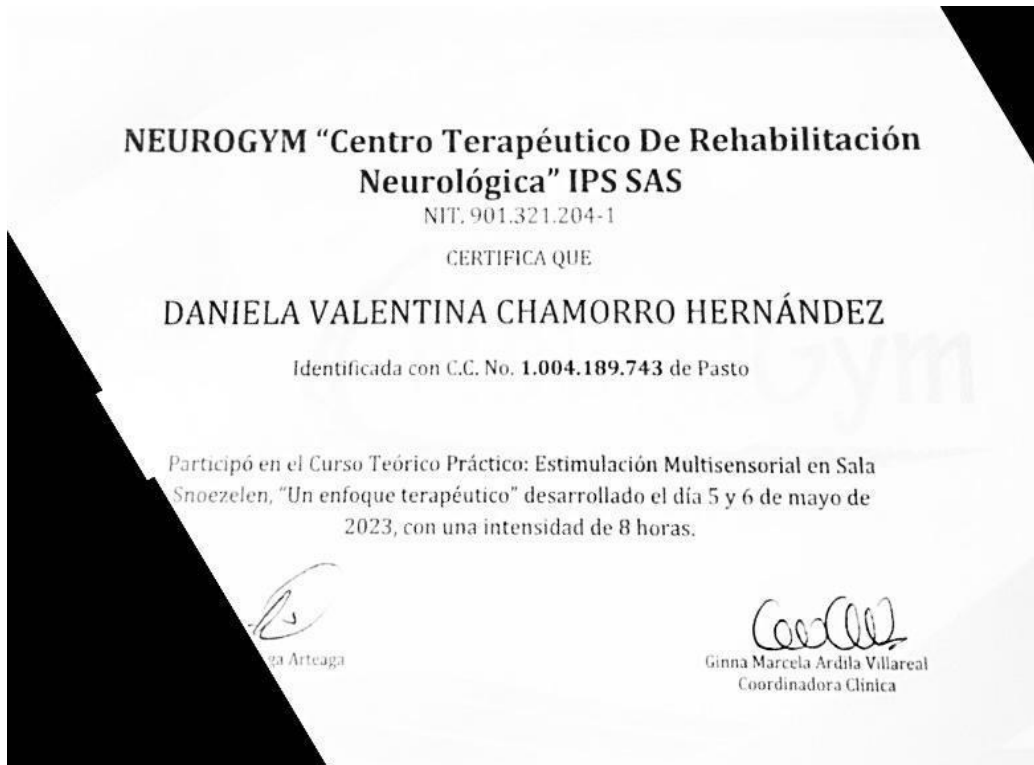 NEUROGYM “Centro Terapéutico De Rehabilitación
Neurológica” IPS SAS
NIT. 901.321.204-1
CERTIFICA QUE
DANIELA VALENTINA CHAMORRO HERNÁNDEZ
Identificada con C.C. No. 1.004.189.743 de Pasto
Gym
Participó en el Curso Teórico Práctico: Estimulación Multisensorial en Sala
Snoezelen, “Un enfoque terapéutico” desarrollado el día 5 y 6 de mayo de
2023, con una intensidad de 8 horas.
Arteaga
Ginna Marcela Ardila Villareal
Coordinadora Clínica